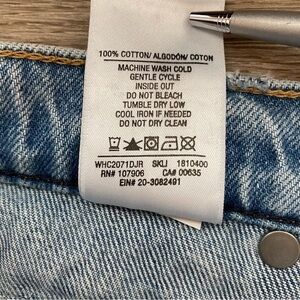 100% COTTON/ ALGODÓN/ COTON
MACHINE WASH COLD
GENTLE CYCLE
INSIDE OUT
DO NOT BLEACH
TUMBLE DRY LOW
COOL IRON IF NEEDED
DO NOT DRY CLEAN
WHC2071DJR SKU 1810400
RN# 107906 CA# 00635
EIN# 20-3082491